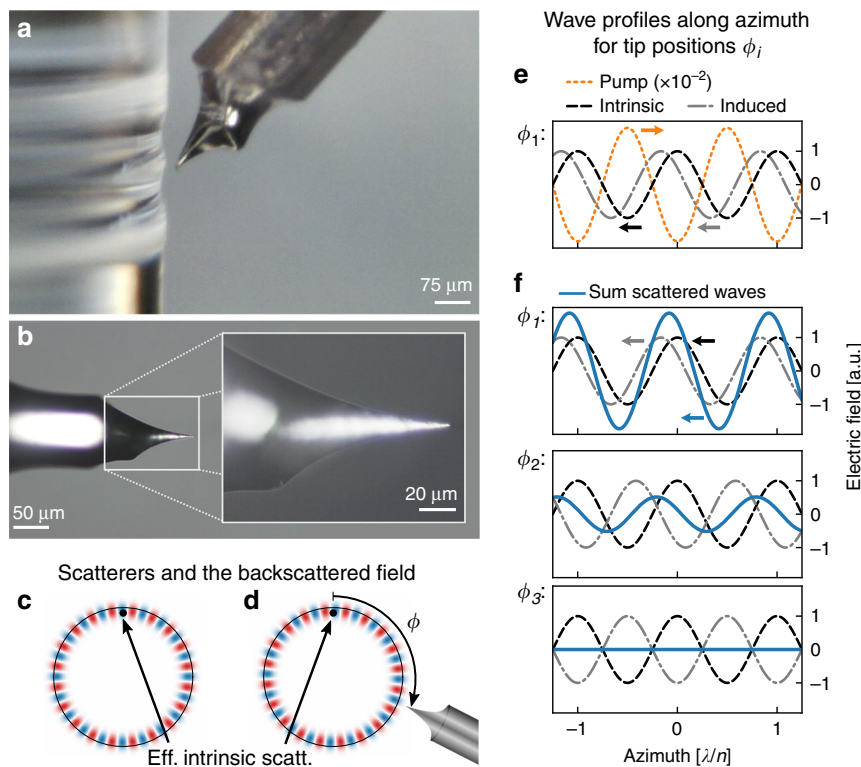 a
75 μm
b
50 μm
20 μm
Scatterers and the backscattered field
c
d
ϕ
Eff. intrinsic scatt.
Wave profiles along azimuth
for tip positions ϕi
e
Pump (×10⁻²)
Intrinsic
Induced
ϕ1:
1
0
−1
f
Sum scattered waves
ϕ1:
1
0
−1
ϕ2:
1
0
−1
ϕ3:
1
0
−1
Electric field [a.u.]
−1
0
1
Azimuth [λ/n]